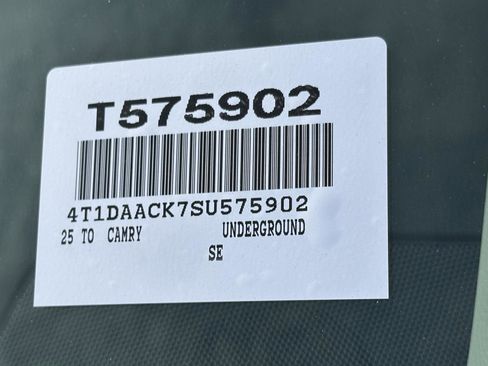 T575902
4T1DAACK7SU575902
25 TO CAMRY UNDERGROUND
SE